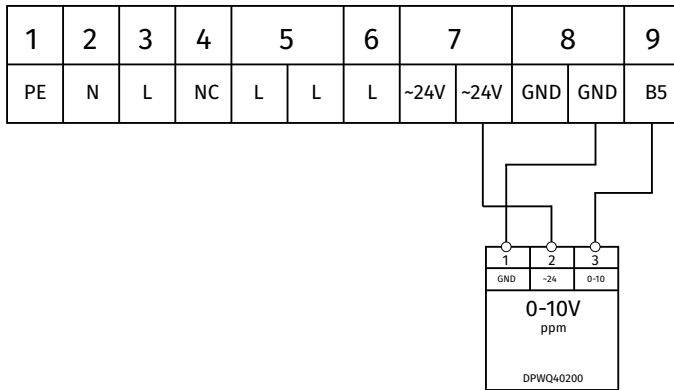 1 2 3 4 5 6 7 8 9
PE N L NC L L L ~24V ~24V GND GND B5
1 2 3
GND ~24 0-10
0-10V
ppm
DPWQ40200